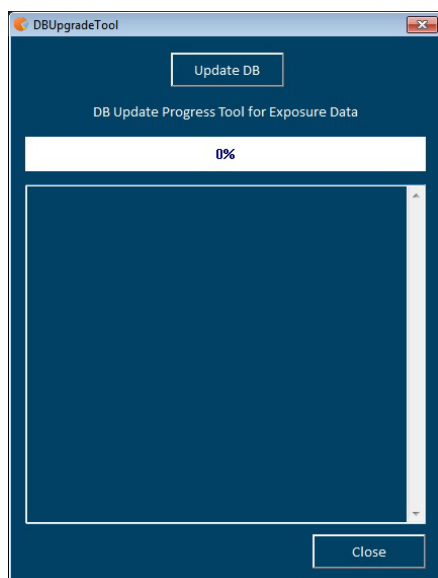 DBUpgradeTool
Update DB
DB Update Progress Tool for Exposure Data
0%
Close